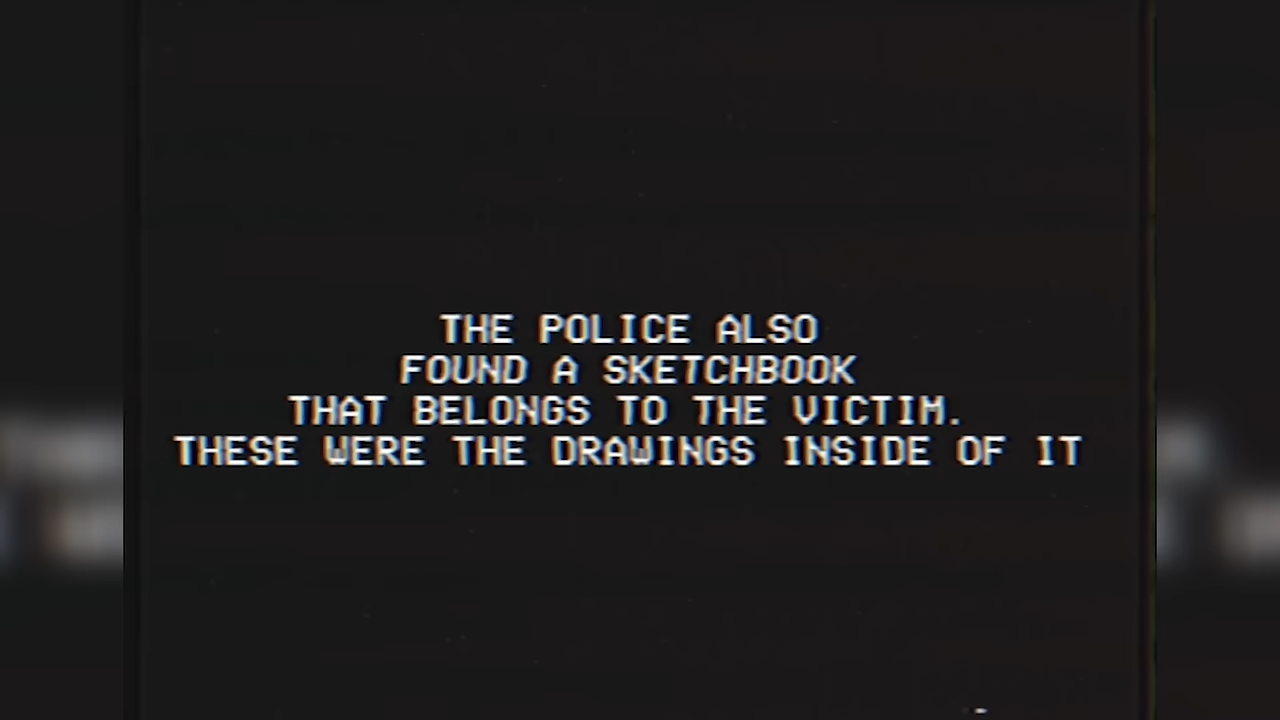 THE POLICE ALSO
FOUND A SKETCHBOOK
THAT BELONGS TO THE VICTIM.
THESE WERE THE DRAWINGS INSIDE OF IT